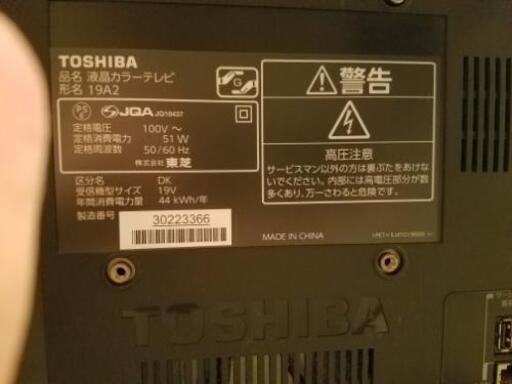 TOSHIBA
品名 液晶カラーテレビ
形名 19A2
G
PS
E
JQA JQ10437
定格電圧： 100V～
定格消費電力： 51W
定格周波数： 50/60Hz
株式会社 東芝
区分名： DK
受信機型サイズ： 19V
年間消費電力量： 44 kWh/年
製造番号：
30223366
警告
高圧注意
サービスマン以外の方は裏ぶたをあけな
いでください。内部には高電圧部分が数
多くあり、万一さわると危険です。
MADE IN CHINA
TOSHIBA